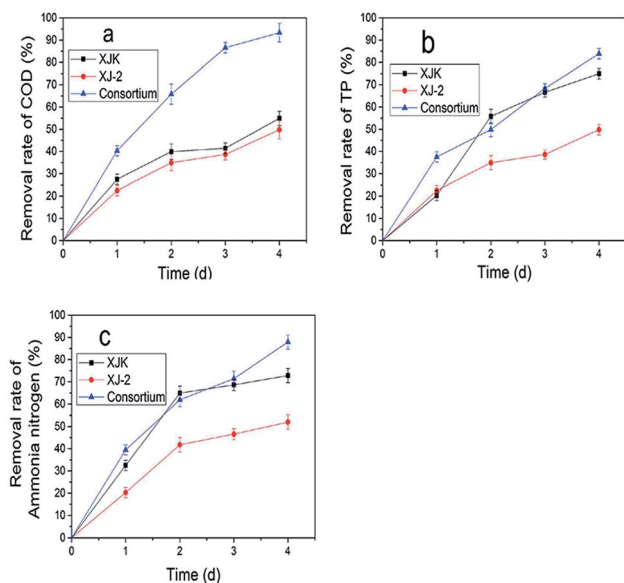 a
XJK
XJ-2
Consortium
Removal rate of COD (%)
100
90
80
70
60
50
40
30
20
10
0
0 1 2 3 4
Time (d)
b
XJK
XJ-2
Consortium
Removal rate of TP (%)
100
90
80
70
60
50
40
30
20
10
0
0 1 2 3 4 5
Time (d)
c
XJK
XJ-2
Consortium
Removal rate of
Ammonia nitrogen (%)
100
90
80
70
60
50
40
30
20
10
0
0 1 2 3 4 5
Time (d)